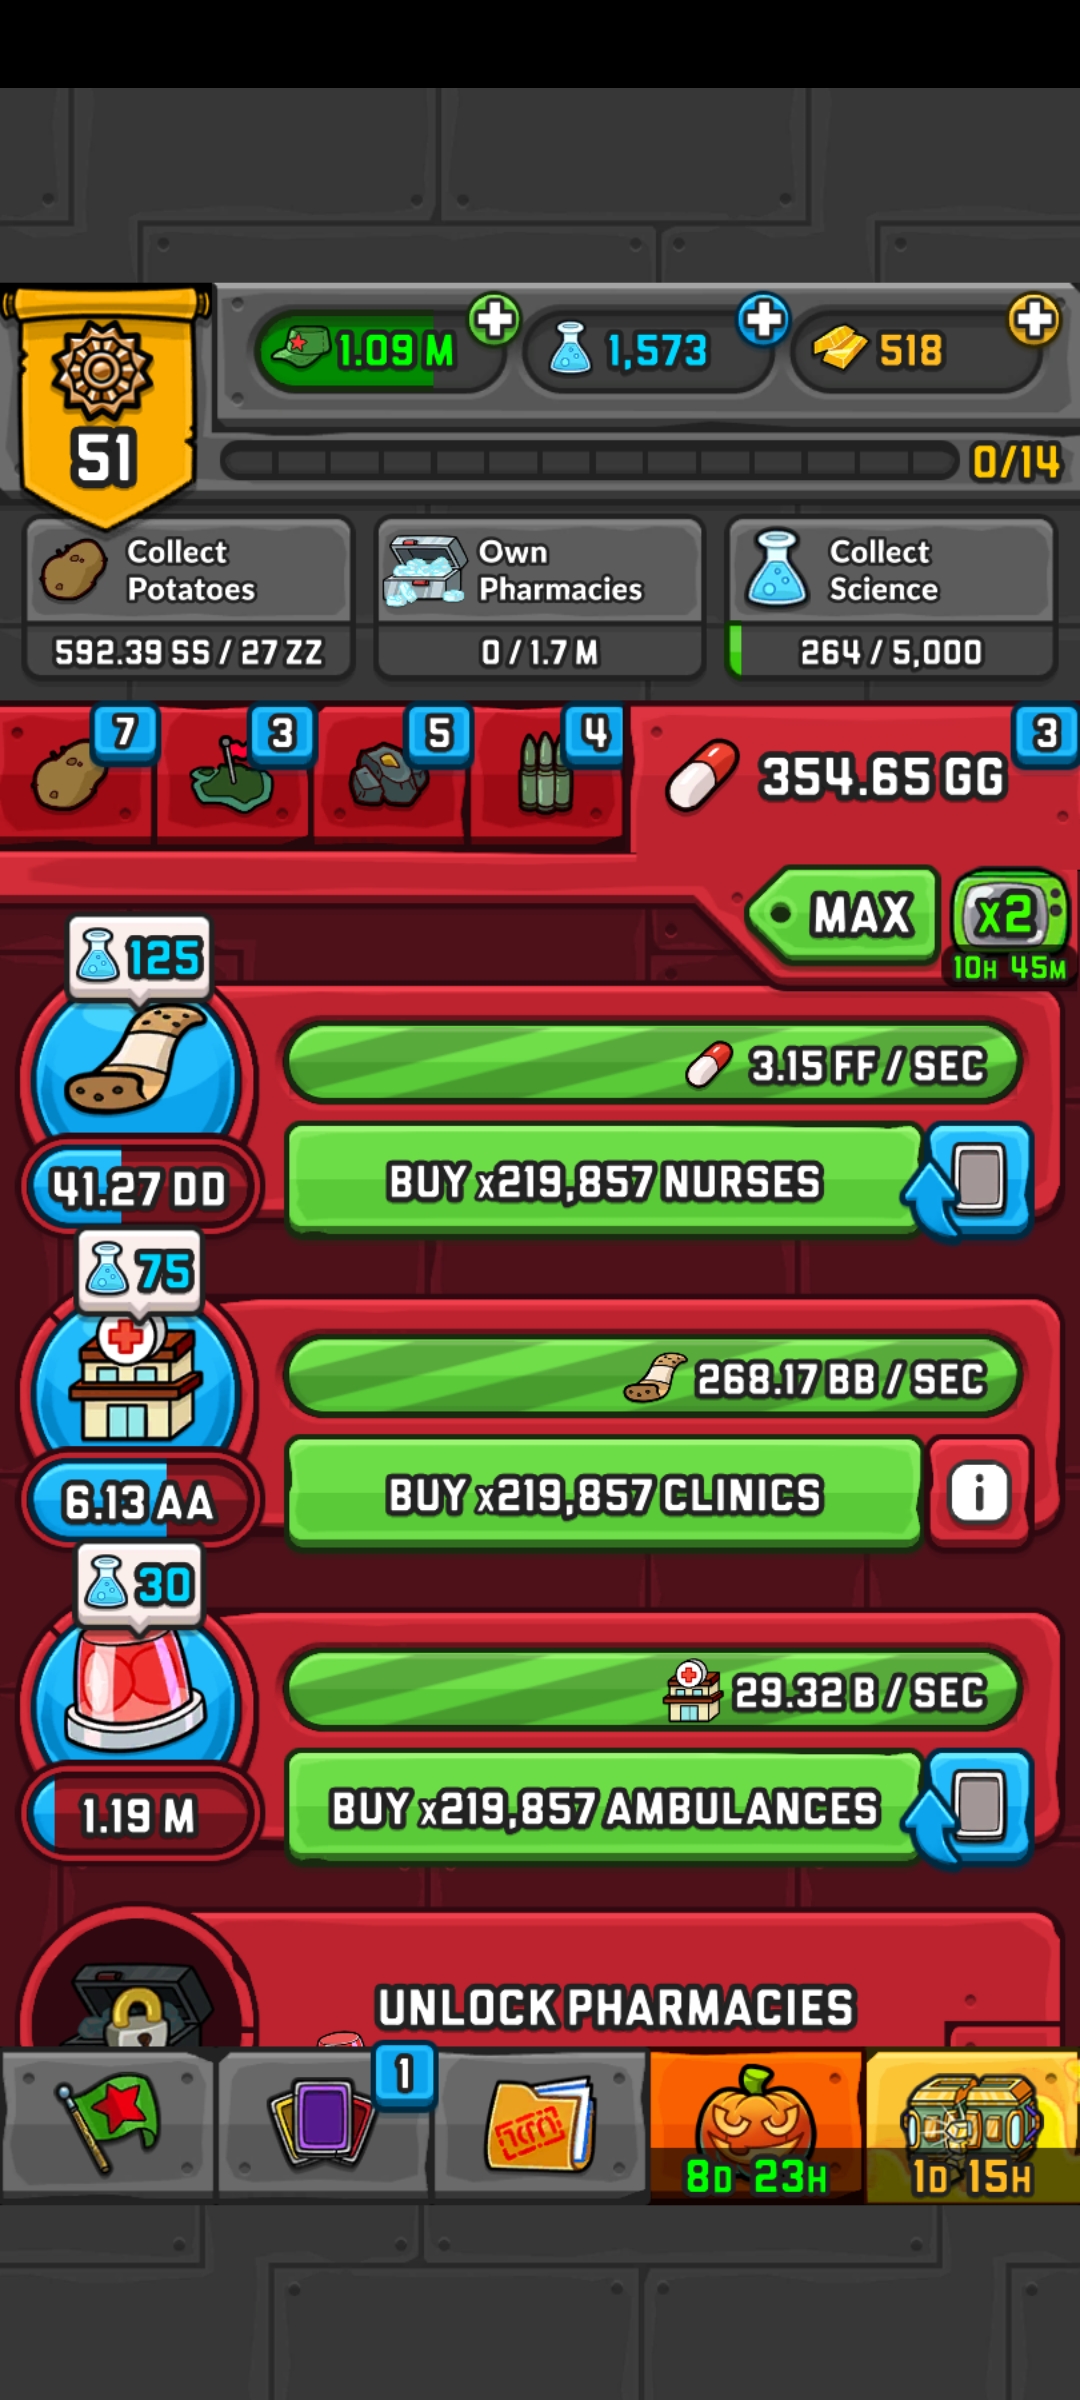 51
1.09 M
1,573
518
0/14
Collect Potatoes
592.39 SS / 27 ZZ
Own Pharmacies
0 / 1.7 M
Collect Science
264 / 5,000
7
3
5
4
354.65 GG
3
MAX
x2
10H 45M
125
3.15 FF / SEC
41.27 DD
BUY x219,857 NURSES
75
268.17 BB / SEC
6.13 AA
BUY x219,857 CLINICS
i
30
29.32 B / SEC
1.19 M
BUY x219,857 AMBULANCES
UNLOCK PHARMACIES
1
8D 23H
1D 15H